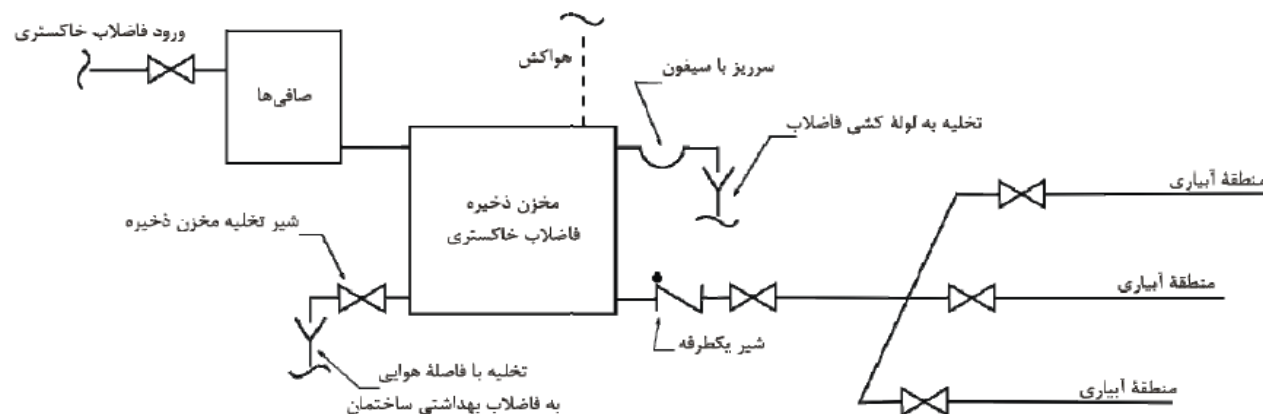 ورود فاضلاب خاکستری
صافی‌ها
هواکش
سرریز با سیفون
تخلیه به لولهٔ کشی فاضلاب
مخزن ذخیره
فاضلاب خاکستری
شیر تخلیه مخزن ذخیره
تخلیه با فاصلهٔ هوایی
به فاضلاب بهداشتی ساختمان
شیر یکطرفه
منطقهٔ آبیاری
منطقهٔ آبیاری
منطقهٔ آبیاری